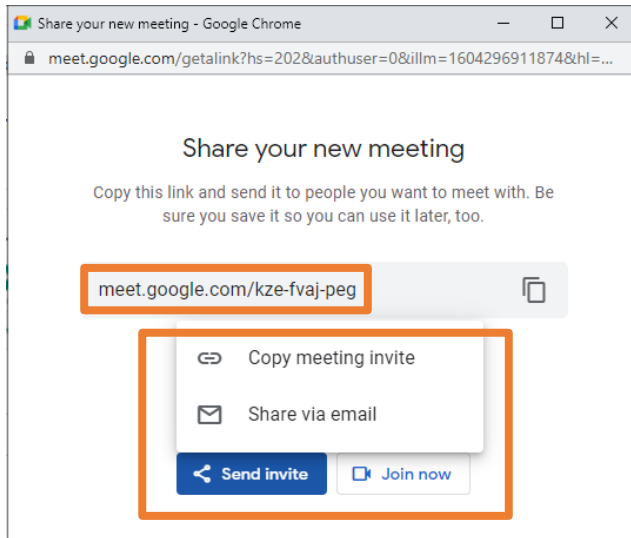 Share your new meeting - Google Chrome
meet.google.com/getalink?hs=202&authuser=0&illm=1604296911874&hl=...
Share your new meeting
Copy this link and send it to people you want to meet with. Be
sure you save it so you can use it later, too.
meet.google.com/kze-fvaj-peg
Copy meeting invite
Share via email
Send invite
Join now